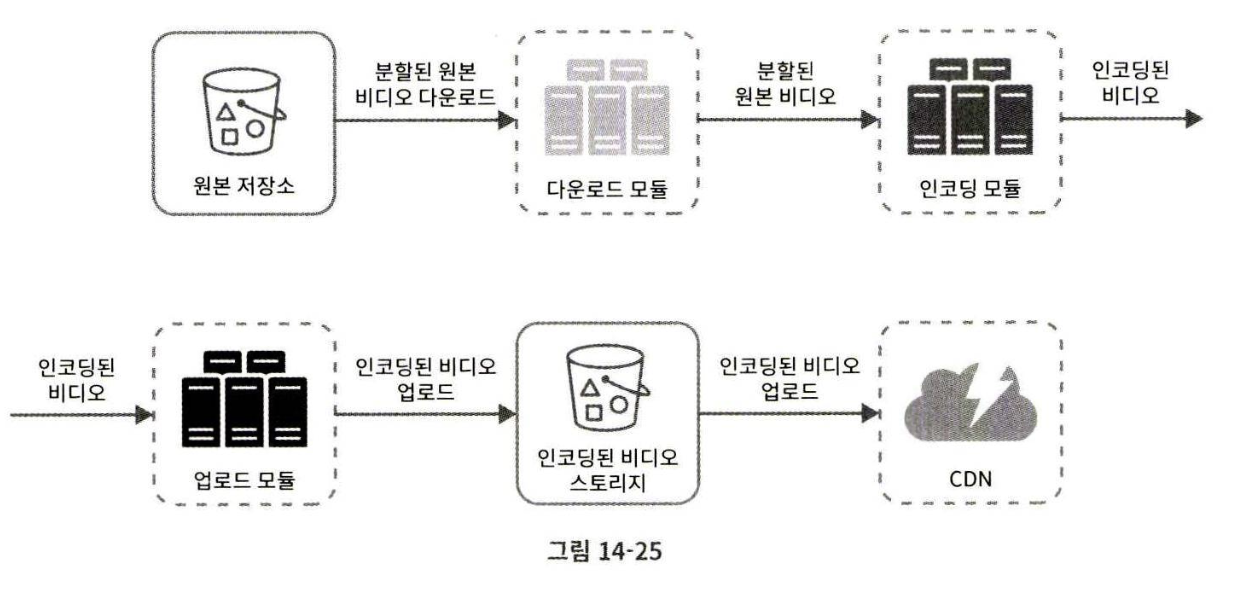 분할된 원본
비디오 다운로드
분할된
원본 비디오
인코딩된
비디오
원본 저장소
다운로드 모듈
인코딩 모듈
인코딩된
비디오
인코딩된 비디오
업로드
인코딩된 비디오
업로드
업로드 모듈
인코딩된 비디오
스토리지
CDN
그림 14-25